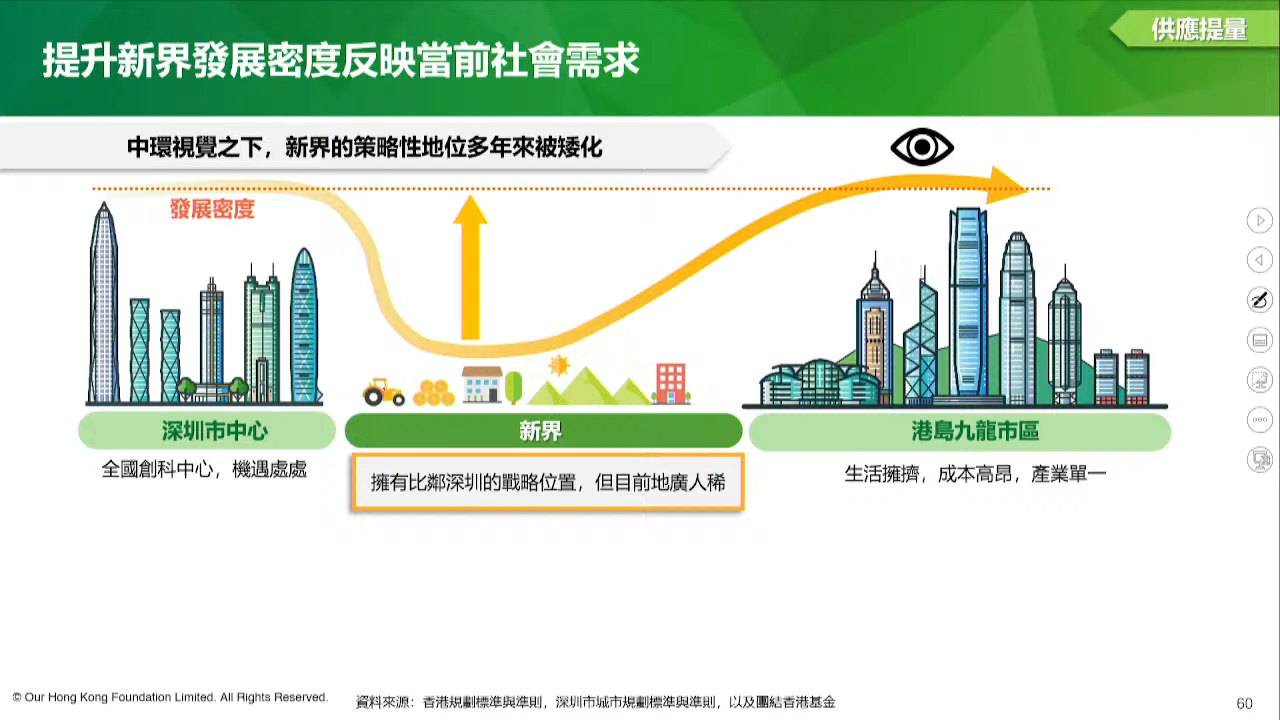 供應提量
提升新界發展密度反映當前社會需求
中環視覺之下，新界的策略性地位多年來被矮化
發展密度
深圳市中心
新界
港島九龍市區
全國創科中心，機遇處處
擁有比鄰深圳的戰略位置，但目前地廣人稀
生活擁擠，成本高昂，產業單一
© Our Hong Kong Foundation Limited. All Rights Reserved.
資料來源：香港規劃標準與準則，深圳市城市規劃標準與準則，以及團結香港基金
60